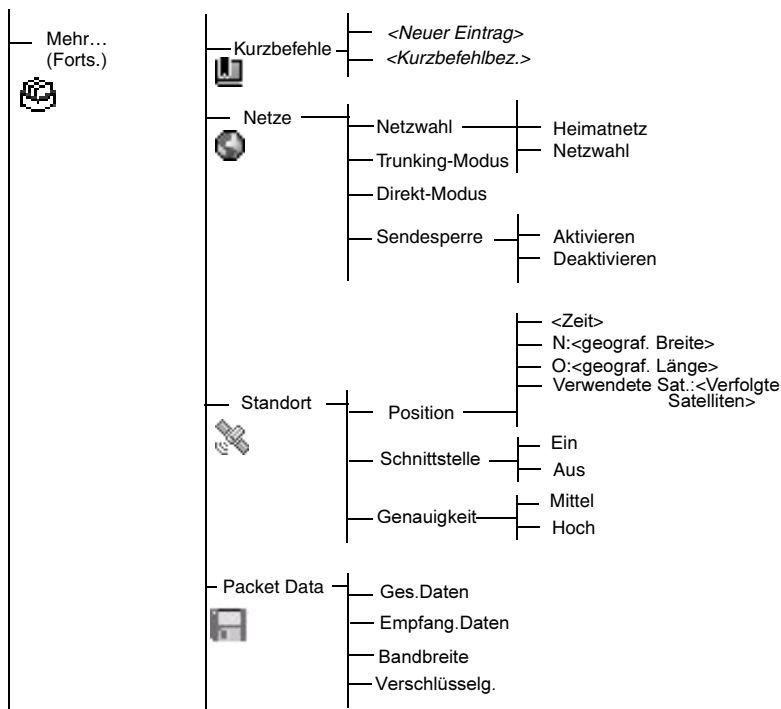 Mehr…
(Forts.)
Kurzbefehle
<Neuer Eintrag>
<Kurzbefehlbez.>
Netze
Netzwahl
Heimatnetz
Netzwahl
Trunking-Modus
Direkt-Modus
Sendesperre
Aktivieren
Deaktivieren
Standort
Position
<Zeit>
N:<geograf. Breite>
O:<geograf. Länge>
Verwendete Sat.:<Verfolgte
Satelliten>
Schnittstelle
Ein
Aus
Genauigkeit
Mittel
Hoch
Packet Data
Ges.Daten
Empfang.Daten
Bandbreite
Verschlüsselg.